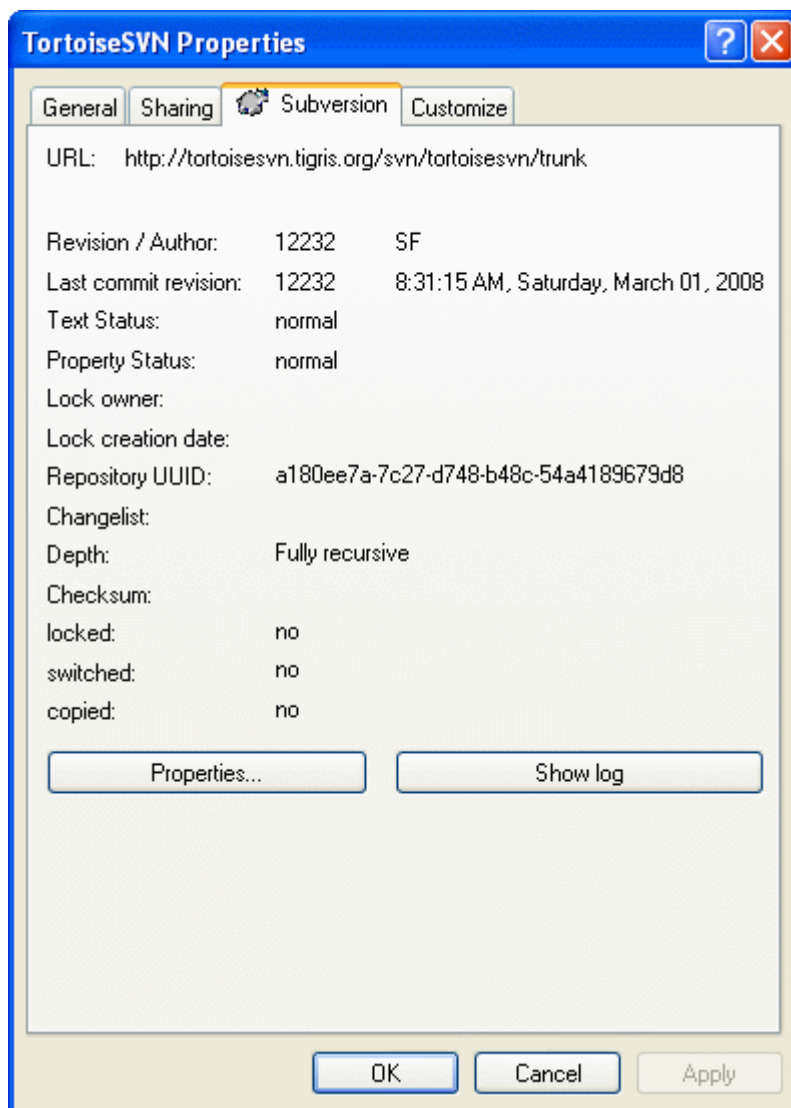 TortoiseSVN Properties
General Sharing Subversion Customize
URL: http://tortoisesvn.tigris.org/svn/tortoisesvn/trunk
Revision / Author: 12232 SF
Last commit revision: 12232 8:31:15 AM, Saturday, March 01, 2008
Text Status: normal
Property Status: normal
Lock owner:
Lock creation date:
Repository UUID: a180ee7a-7c27-d748-b48c-54a4189679d8
Changelist:
Depth: Fully recursive
Checksum:
locked: no
switched: no
copied: no
Properties... Show log
OK Cancel Apply